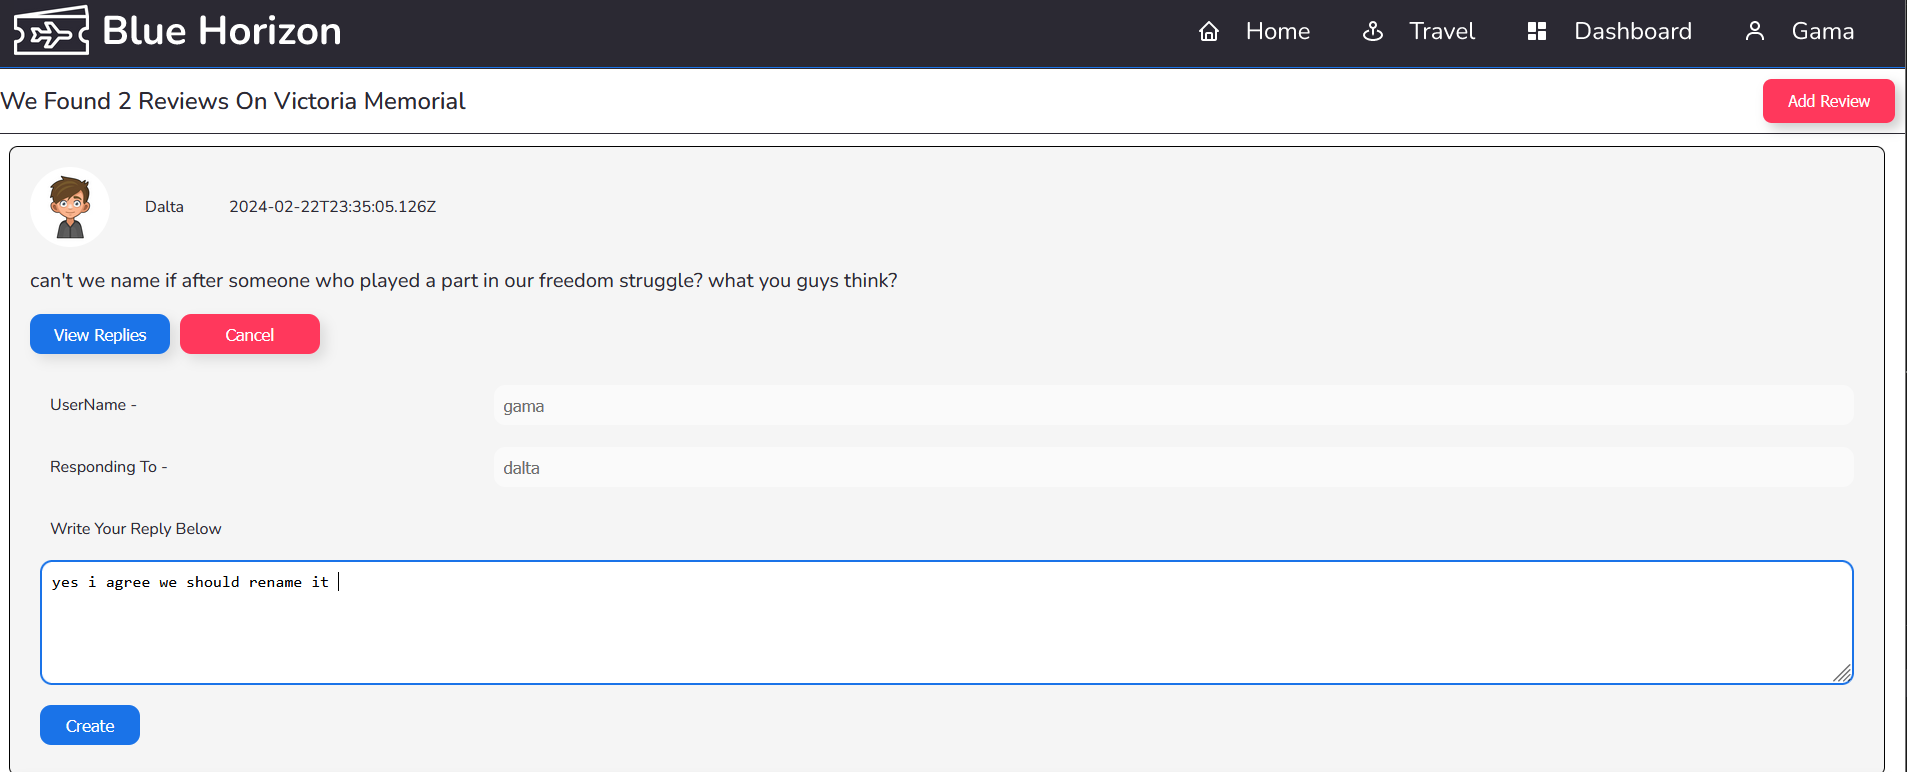 Blue Horizon
Home
Travel
Dashboard
Gama
We Found 2 Reviews On Victoria Memorial
Add Review
Dalta
2024-02-22T23:35:05.126Z
can't we name if after someone who played a part in our freedom struggle? what you guys think?
View Replies
Cancel
UserName -
gama
Responding To -
dalta
Write Your Reply Below
yes i agree we should rename it
Create